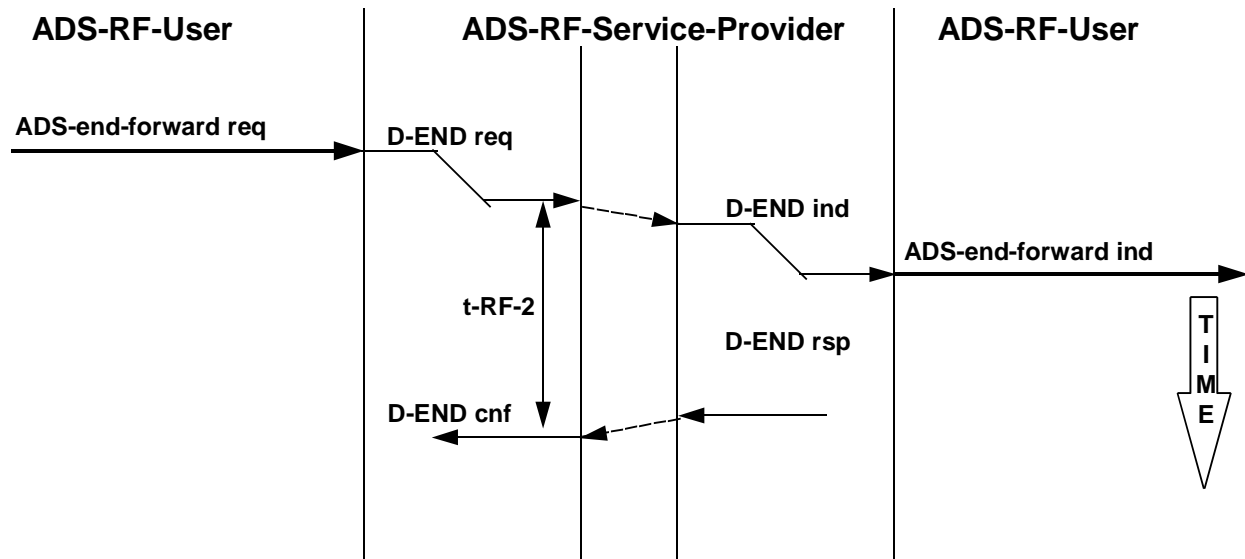 ADS-RF-User
ADS-RF-Service-Provider
ADS-RF-User
ADS-end-forward req
D-END req
D-END ind
ADS-end-forward ind
t-RF-2
D-END rsp
D-END cnf
T
I
M
E